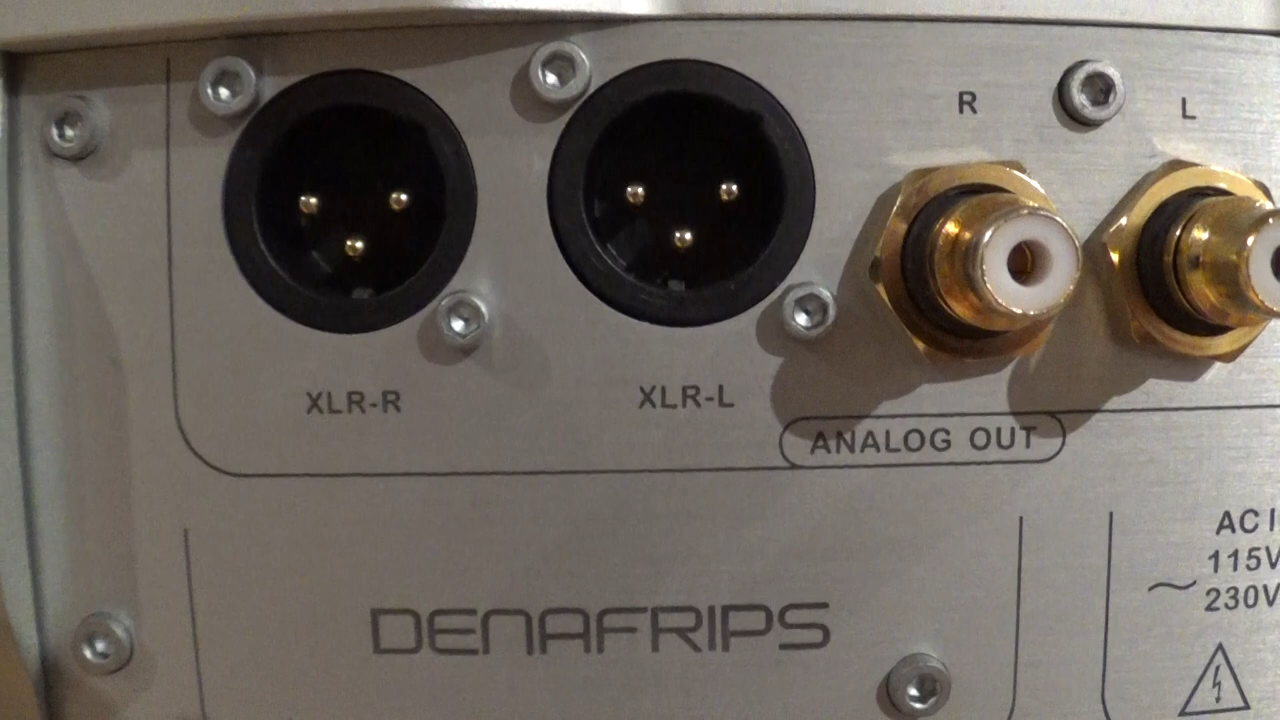 R
L
XLR-R
XLR-L
ANALOG OUT
AC I
115V
~ 230V
DENAFRIPS